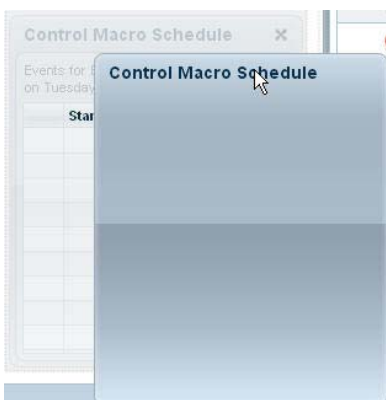 Control Macro Schedule
Events for
on Tuesday
Control Macro Schedule
Star